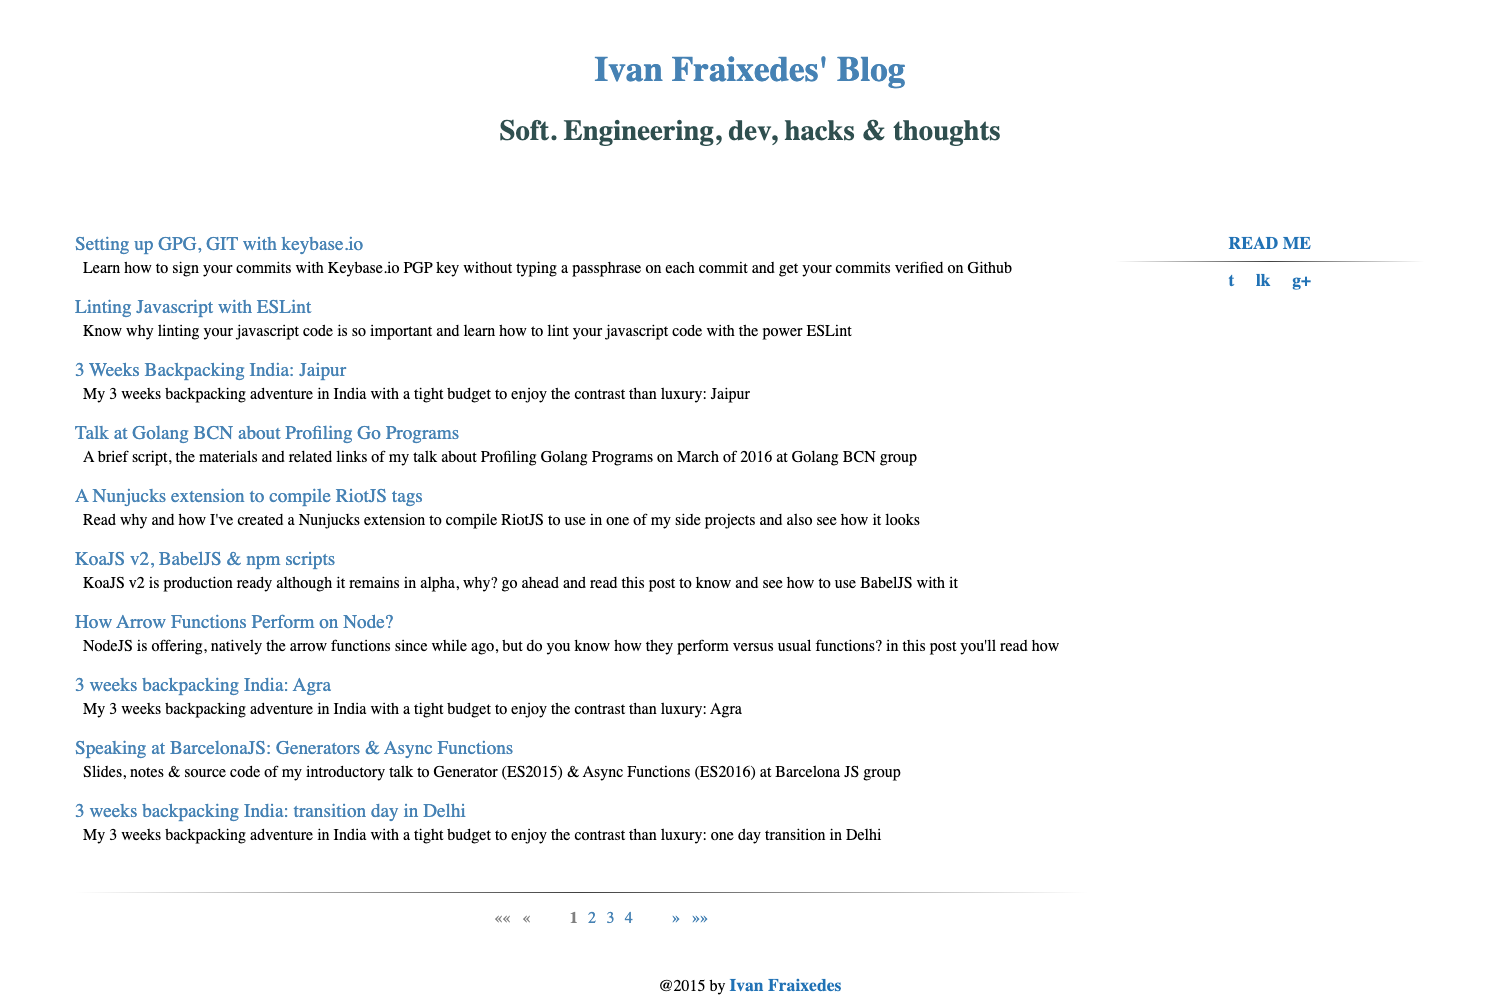 Ivan Fraixedes' Blog
Soft. Engineering, dev, hacks & thoughts
Setting up GPG, GIT with keybase.io
Learn how to sign your commits with Keybase.io PGP key without typing a passphrase on each commit and get your commits verified on Github
Linting Javascript with ESLint
Know why linting your javascript code is so important and learn how to lint your javascript code with the power ESLint
3 Weeks Backpacking India: Jaipur
My 3 weeks backpacking adventure in India with a tight budget to enjoy the contrast than luxury: Jaipur
Talk at Golang BCN about Profiling Go Programs
A brief script, the materials and related links of my talk about Profiling Golang Programs on March of 2016 at Golang BCN group
A Nunjucks extension to compile RiotJS tags
Read why and how I've created a Nunjucks extension to compile RiotJS to use in one of my side projects and also see how it looks
KoaJS v2, BabelJS & npm scripts
KoaJS v2 is production ready although it remains in alpha, why? go ahead and read this post to know and see how to use BabelJS with it
How Arrow Functions Perform on Node?
NodeJS is offering, natively the arrow functions since while ago, but do you know how they perform versus usual functions? in this post you'll read how
3 weeks backpacking India: Agra
My 3 weeks backpacking adventure in India with a tight budget to enjoy the contrast than luxury: Agra
Speaking at BarcelonaJS: Generators & Async Functions
Slides, notes & source code of my introductory talk to Generator (ES2015) & Async Functions (ES2016) at Barcelona JS group
3 weeks backpacking India: transition day in Delhi
My 3 weeks backpacking adventure in India with a tight budget to enjoy the contrast than luxury: one day transition in Delhi
«« « 1 2 3 4 » »»
READ ME
t lk g+
@2015 by Ivan Fraixedes